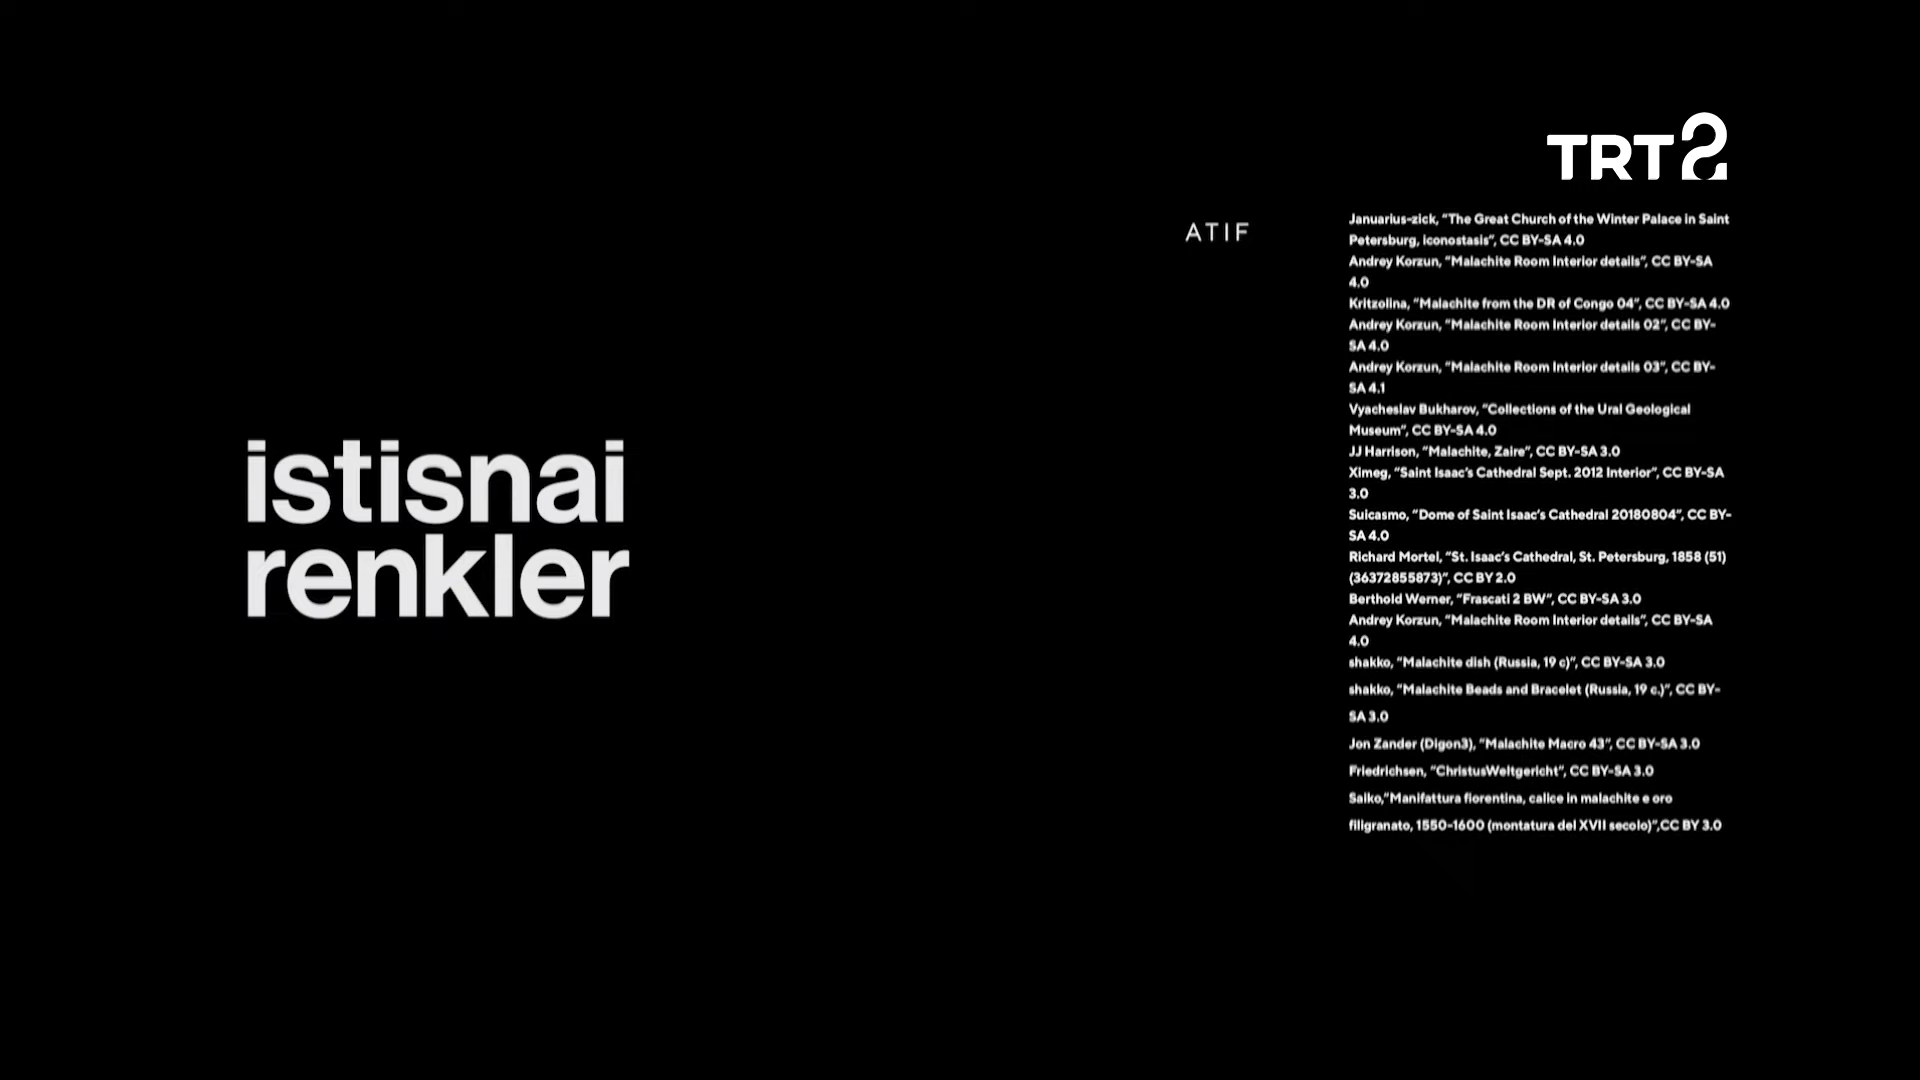 TRT2
istisnai
renkler
ATIF
Januarius-zick, "The Great Church of the Winter Palace in Saint
Petersburg, iconostasis", CC BY-SA 4.0
Andrey Korzun, "Malachite Room Interior details", CC BY-SA
4.0
Kritzolina, "Malachite from the DR of Congo 04", CC BY-SA 4.0
Andrey Korzun, "Malachite Room Interior details 02", CC BY-
SA 4.0
Andrey Korzun, "Malachite Room Interior details 03", CC BY-
SA 4.1
Vyacheslav Bukharov, "Collections of the Ural Geological
Museum", CC BY-SA 4.0
JJ Harrison, "Malachite, Zaire", CC BY-SA 3.0
Ximeg, "Saint Isaac's Cathedral Sept. 2012 Interior", CC BY-SA
3.0
Suicasmo, "Dome of Saint Isaac's Cathedral 20180804", CC BY-
SA 4.0
Richard Mortel, "St. Isaac's Cathedral, St. Petersburg, 1858 (51)
(36372855873)", CC BY 2.0
Berthold Werner, "Frascati 2 BW", CC BY-SA 3.0
Andrey Korzun, "Malachite Room Interior details", CC BY-SA
4.0
shakko, "Malachite dish (Russia, 19 c)", CC BY-SA 3.0
shakko, "Malachite Beads and Bracelet (Russia, 19 c.)", CC BY-
SA 3.0
Jon Zander (Digon3), "Malachite Macro 43", CC BY-SA 3.0
Friedrichsen, "ChristusWeltgericht", CC BY-SA 3.0
Saiko,"Manifattura fiorentina, calice in malachite e oro
filigranato, 1550-1600 (montatura del XVII secolo)",CC BY 3.0